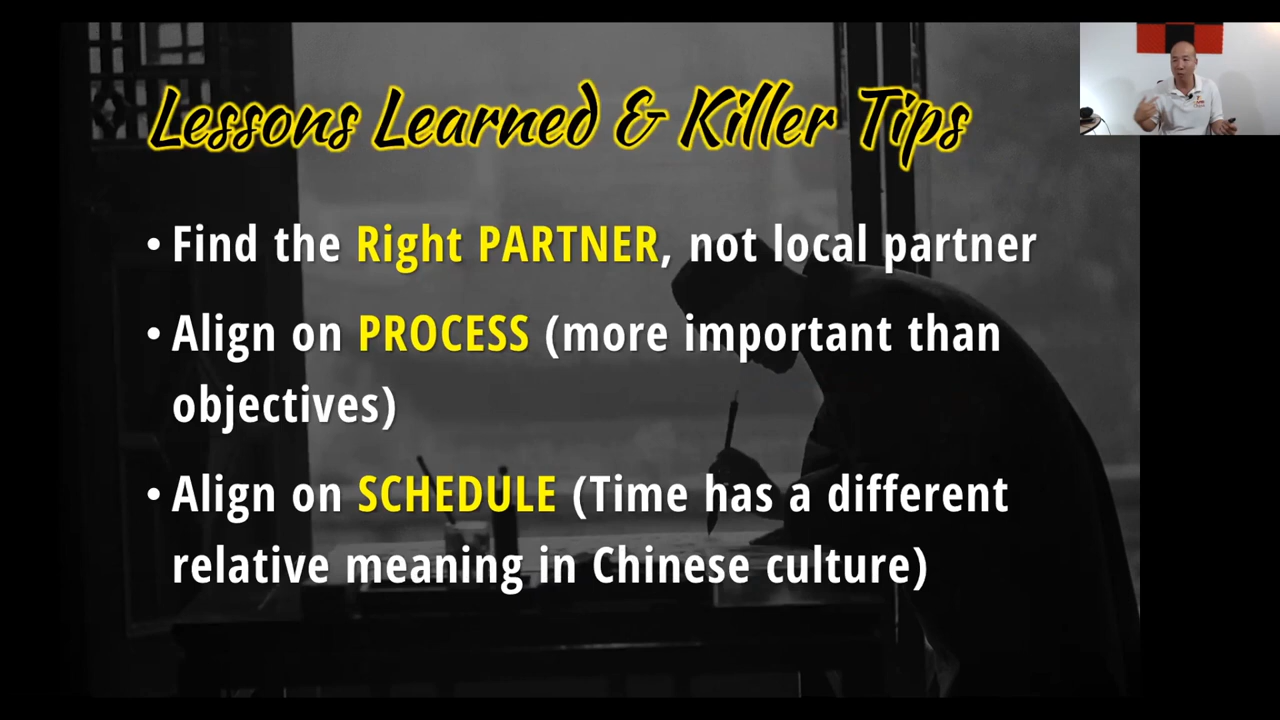 Lessons Learned & Killer Tips
• Find the Right PARTNER, not local partner
• Align on PROCESS (more important than
objectives)
• Align on SCHEDULE (Time has a different
relative meaning in Chinese culture)